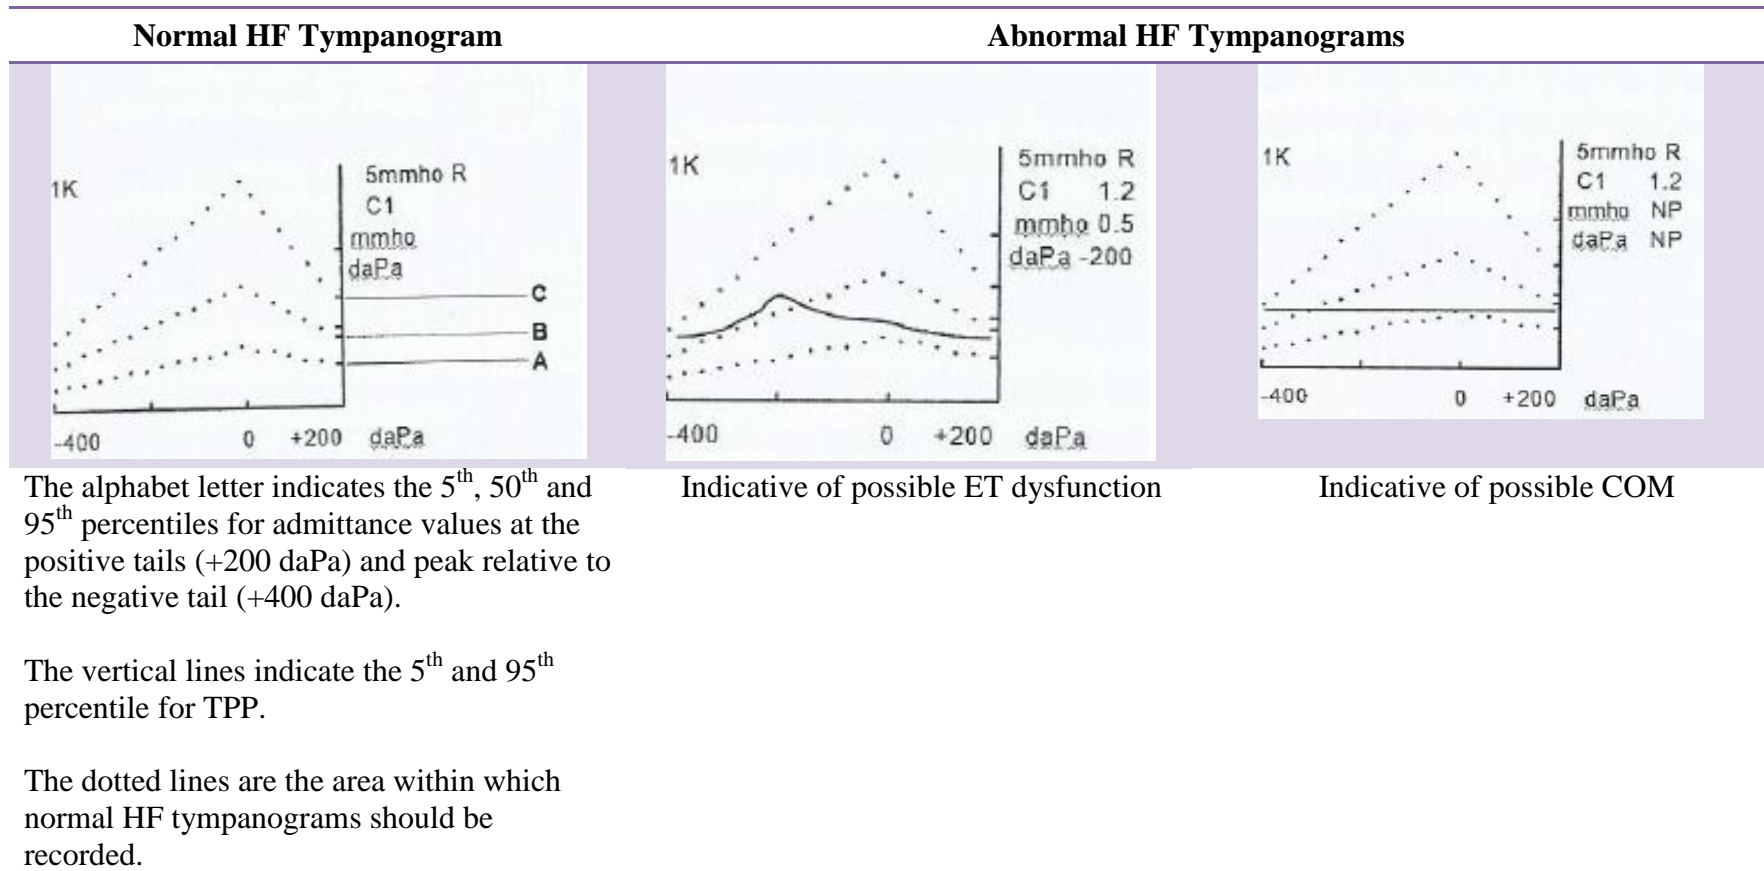 Normal HF Tympanogram
Abnormal HF Tympanograms
1K
5mmho R
C1
mmho
daPa
C
B
A
-400 0 +200 daPa
1K
5mmho R
C1 1.2
mmho 0.5
daPa -200
-400 0 +200 daPa
1K
5mmho R
C1 1.2
mmho NP
daPa NP
-400 0 +200 daPa
The alphabet letter indicates the 5th, 50th and
95th percentiles for admittance values at the
positive tails (+200 daPa) and peak relative to
the negative tail (+400 daPa).
The vertical lines indicate the 5th and 95th
percentile for TPP.
The dotted lines are the area within which
normal HF tympanograms should be
recorded.
Indicative of possible ET dysfunction
Indicative of possible COM